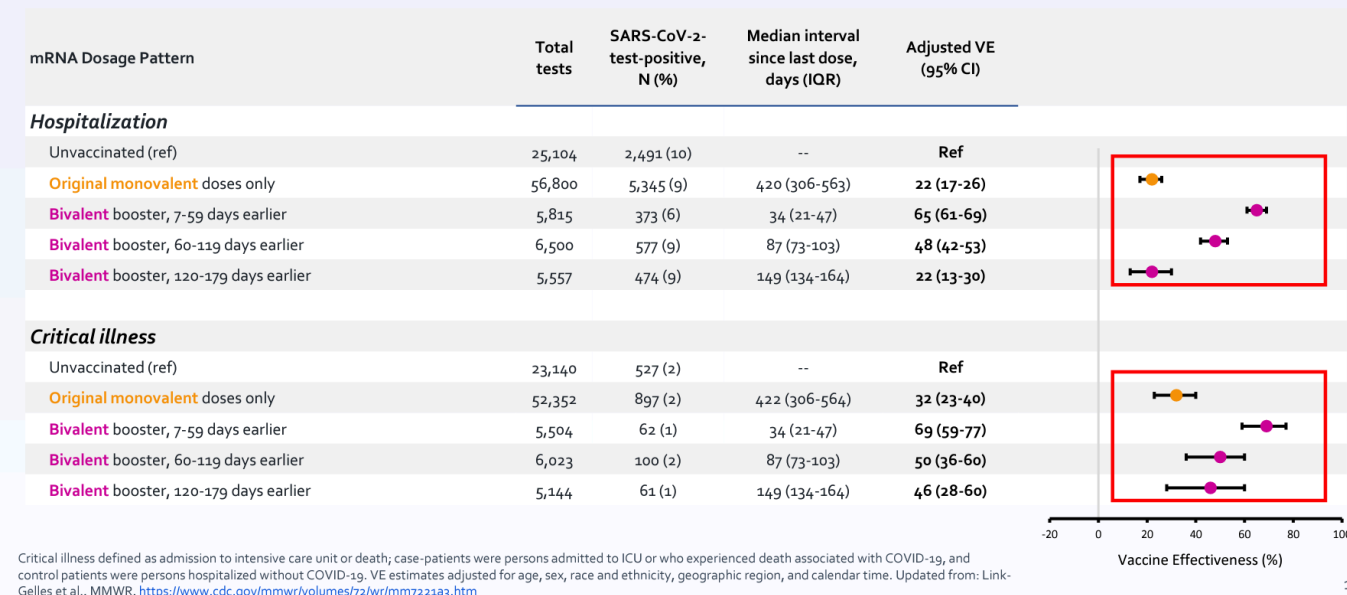 mRNA Dosage Pattern
Total tests
SARS-CoV-2-test-positive, N (%)
Median interval since last dose, days (IQR)
Adjusted VE (95% CI)
Hospitalization
Unvaccinated (ref) 25,104 2,491 (10) -- Ref
Original monovalent doses only 56,800 5,345 (9) 420 (306-563) 22 (17-26)
Bivalent booster, 7-59 days earlier 5,815 373 (6) 34 (21-47) 65 (61-69)
Bivalent booster, 60-119 days earlier 6,500 577 (9) 87 (73-103) 48 (42-53)
Bivalent booster, 120-179 days earlier 5,557 474 (9) 149 (134-164) 22 (13-30)
Critical illness
Unvaccinated (ref) 23,140 527 (2) -- Ref
Original monovalent doses only 52,352 897 (2) 422 (306-564) 32 (23-40)
Bivalent booster, 7-59 days earlier 5,504 62 (1) 34 (21-47) 69 (59-77)
Bivalent booster, 60-119 days earlier 6,023 100 (2) 87 (73-103) 50 (36-60)
Bivalent booster, 120-179 days earlier 5,144 61 (1) 149 (134-164) 46 (28-60)
-20 0 20 40 60 80 100
Vaccine Effectiveness (%)
Critical illness defined as admission to intensive care unit or death; case-patients were persons admitted to ICU or who experienced death associated with COVID-19, and
control patients were persons hospitalized without COVID-19. VE estimates adjusted for age, sex, race and ethnicity, geographic region, and calendar time. Updated from: Link-
Gelles et al., MMWR, https://www.cdc.gov/mmwr/volumes/72/wr/mm7221a3.htm